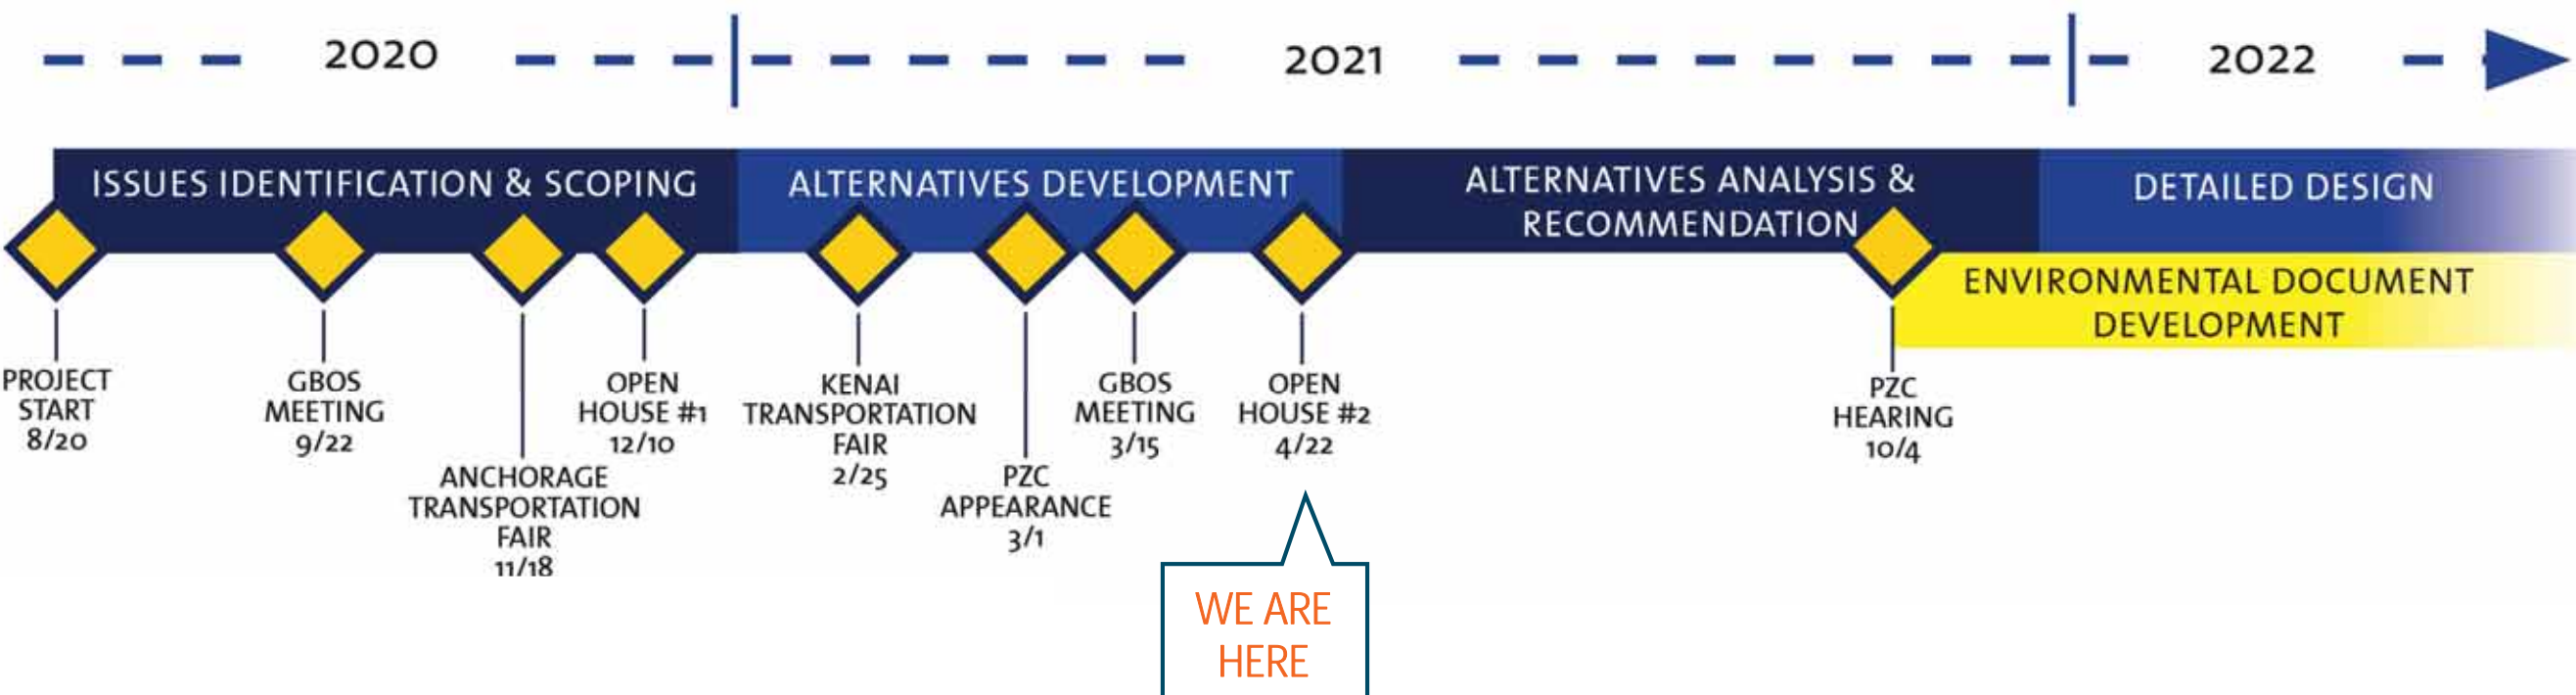 2020
2021
2022
ISSUES IDENTIFICATION & SCOPING
ALTERNATIVES DEVELOPMENT
ALTERNATIVES ANALYSIS &
RECOMMENDATION
DETAILED DESIGN
ENVIRONMENTAL DOCUMENT
DEVELOPMENT
PROJECT
START
8/20
GBOS
MEETING
9/22
ANCHORAGE
TRANSPORTATION
FAIR
11/18
OPEN
HOUSE #1
12/10
KENAI
TRANSPORTATION
FAIR
2/25
PZC
APPEARANCE
3/1
GBOS
MEETING
3/15
OPEN
HOUSE #2
4/22
PZC
HEARING
10/4
WE ARE
HERE